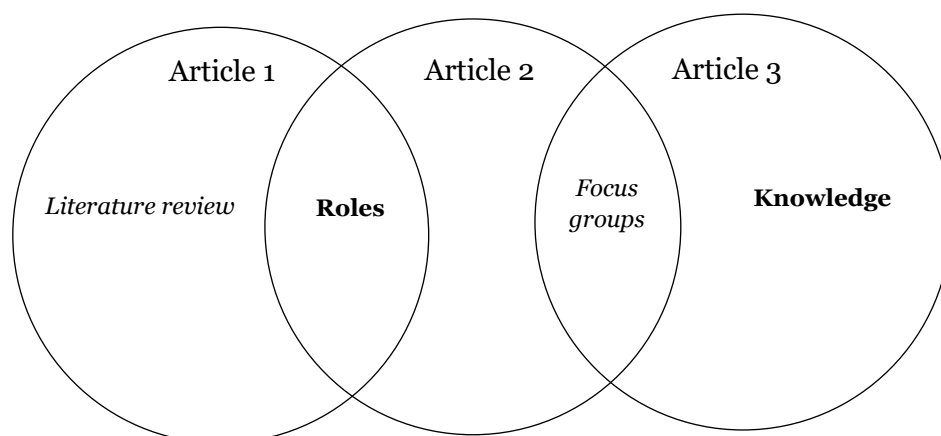 Article 1
Article 2
Article 3
Literature review
Roles
Focus
groups
Knowledge